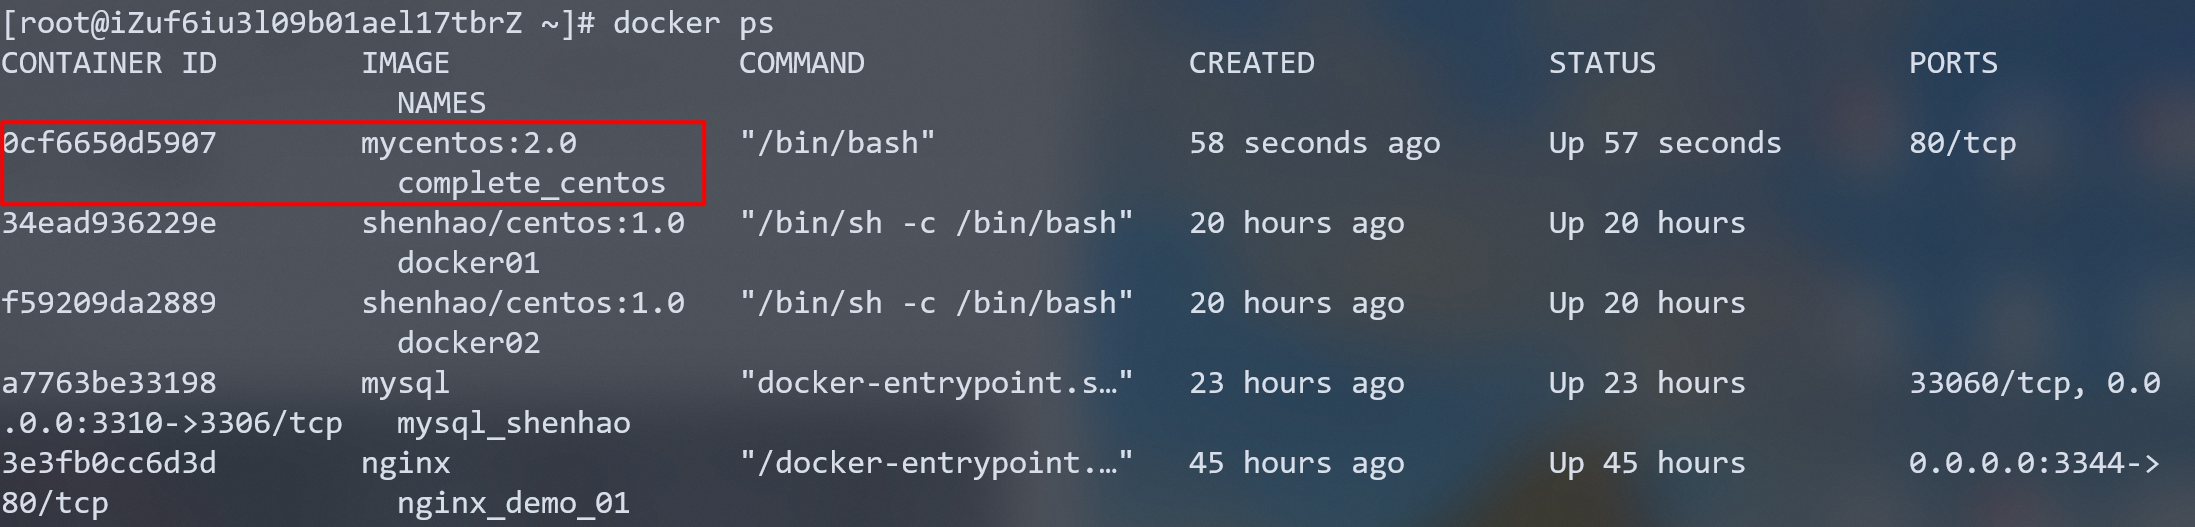 [root@iZuf6iu3l09b01ael17tbrZ ~]# docker ps
CONTAINER ID        IMAGE                COMMAND                  CREATED             STATUS              PORTS
                      NAMES
0cf6650d5907        mycentos:2.0         "/bin/bash"              58 seconds ago      Up 57 seconds       80/tcp
                      complete_centos
34ead936229e        shenhao/centos:1.0   "/bin/sh -c /bin/bash"   20 hours ago        Up 20 hours
                      docker01
f59209da2889        shenhao/centos:1.0   "/bin/sh -c /bin/bash"   20 hours ago        Up 20 hours
                      docker02
a7763be33198        mysql                "docker-entrypoint.s…"   23 hours ago        Up 23 hours         33060/tcp, 0.0
.0.0:3310->3306/tcp   mysql_shenhao
3e3fb0cc6d3d        nginx                "/docker-entrypoint.…"   45 hours ago        Up 45 hours         0.0.0.0:3344->
80/tcp                nginx_demo_01